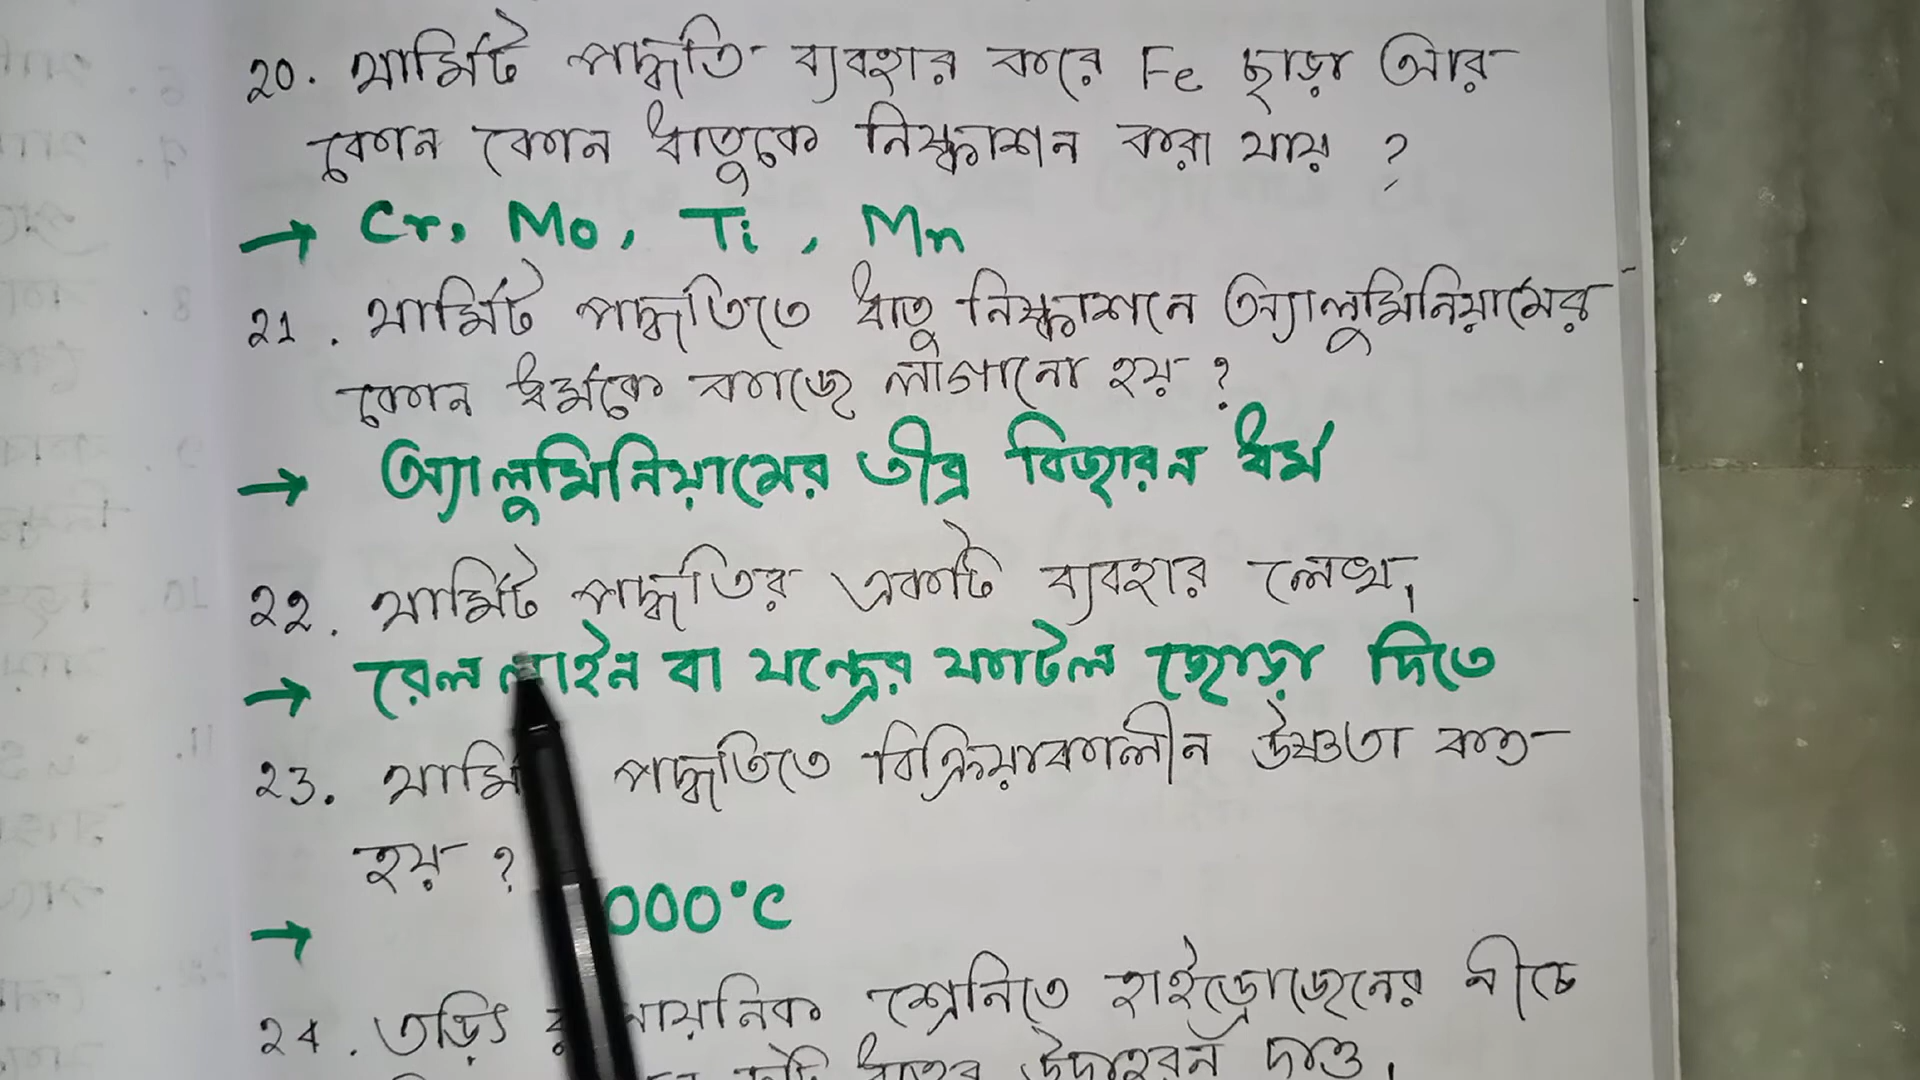 20. থার্মিট পদ্ধতি ব্যবহার করে Fe ছাড়া আর
কোন কোন ধাতুকে নিষ্কাশন করা যায় ?
→ Cr, Mo, Ti, Mn
21. থার্মিট পদ্ধতিতে ধাতু নিষ্কাশনে অ্যালুমিনিয়ামের
কোন ধর্মকে কাজে লাগানো হয় ?
→ অ্যালুমিনিয়ামের তীব্র বিজারন ধর্ম
22. থার্মিট পদ্ধতির একটি ব্যবহার লেখ।
→ রেল লাইন বা যন্ত্রের ফাটল জোড়া দিতে
23. পদ্ধতিতে বিক্রিয়াকালীন উষ্ণতা কত
হয় ?
→ 000°C
24. তড়িৎ শ্রেনিতে হাইড্রোজেনের নীচে
ধাতুর উদাহরন দাও।